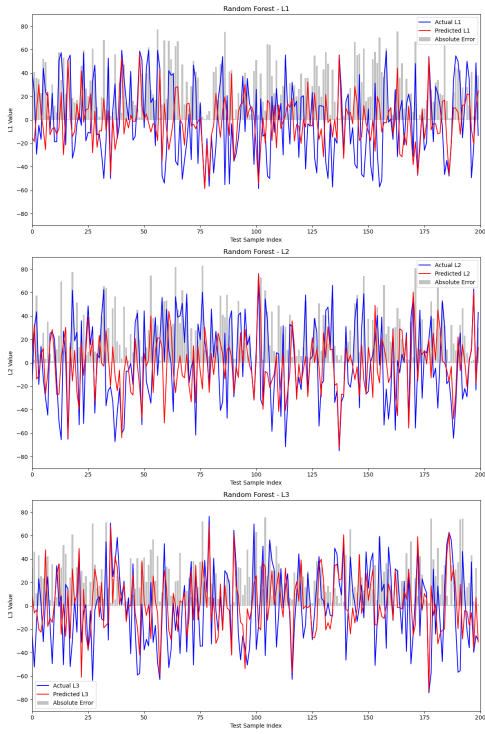 Random Forest - L1
Actual L1
Predicted L1
Absolute Error
L1 Value
80
60
40
20
0
−20
−40
−60
−80
0 25 50 75 100 125 150 175 200
Test Sample Index
Random Forest - L2
Actual L2
Predicted L2
Absolute Error
L2 Value
80
60
40
20
0
−20
−40
−60
−80
0 25 50 75 100 125 150 175 200
Test Sample Index
Random Forest - L3
L3 Value
80
60
40
20
0
−20
−40
−60
−80
Actual L3
Predicted L3
Absolute Error
0 25 50 75 100 125 150 175 200
Test Sample Index